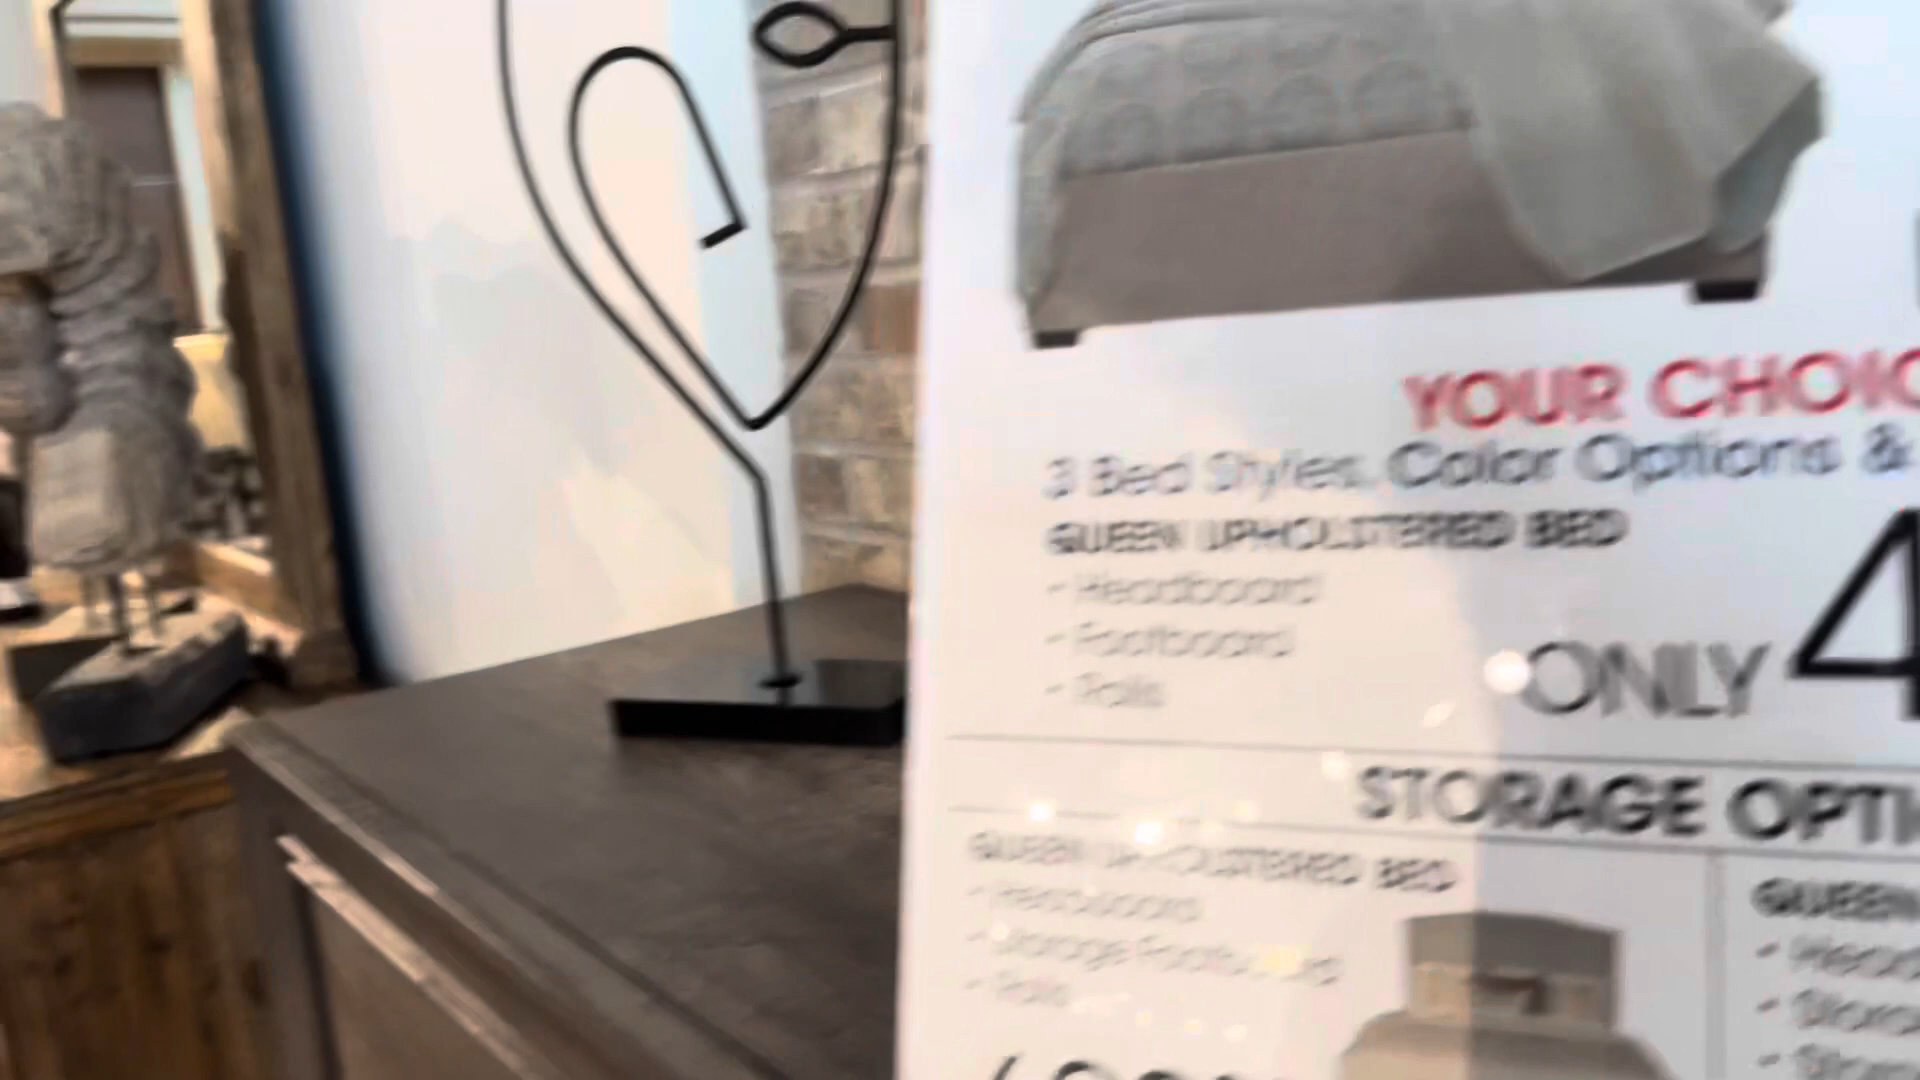 YOUR CHOIC
3 Bed Styles, Color Options &
QUEEN UPHOLSTERED BED
- Headboard
- Footboard
- Rails
ONLY 4
STORAGE OPTI
QUEEN UPHOLSTERED BED
- Headboard
- Storage Footboard
- Rails
QUEEN